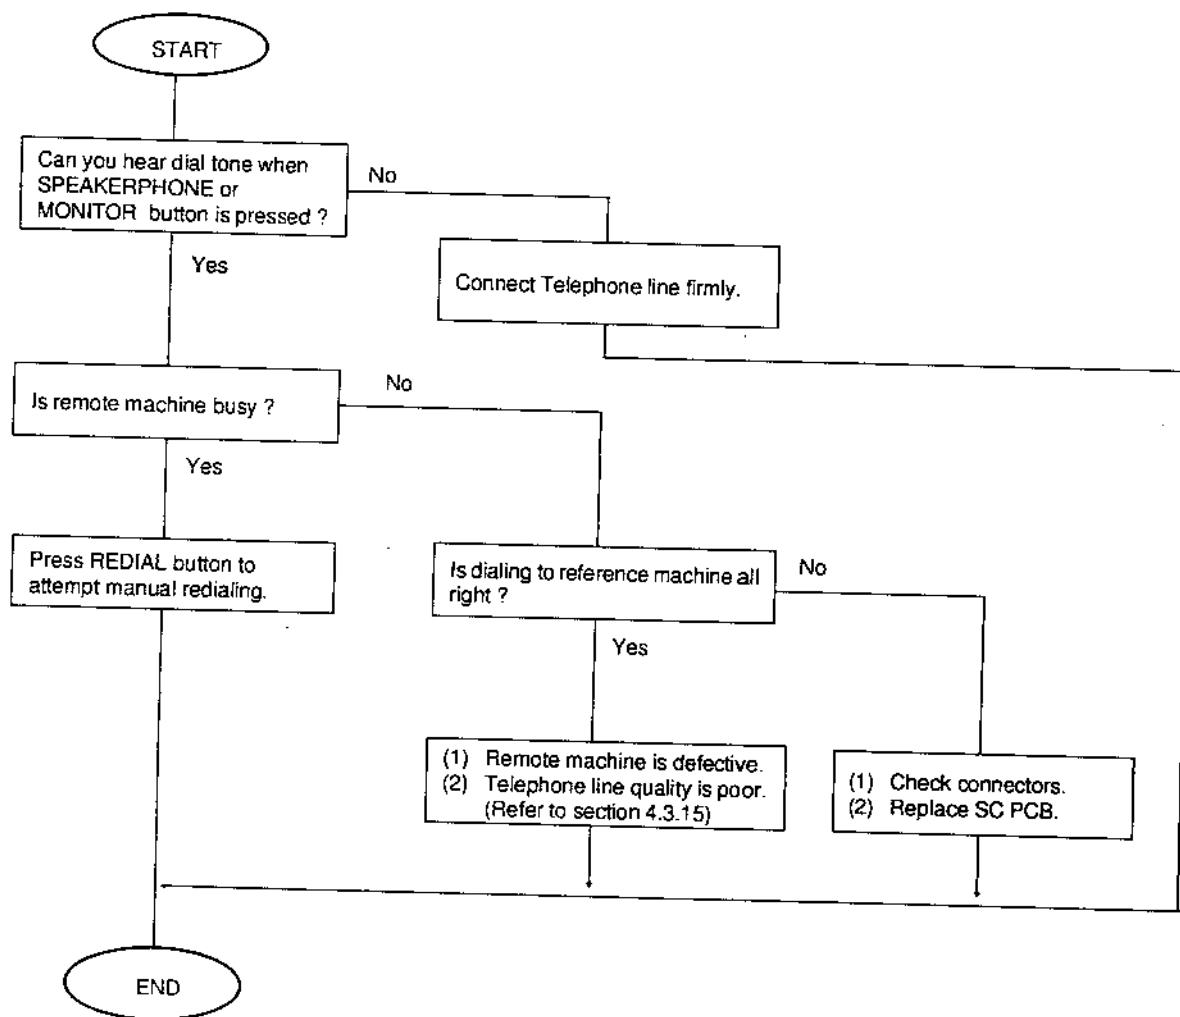 START
Can you hear dial tone when
SPEAKERPHONE or
MONITOR button is pressed ?
No
Yes
Connect Telephone line firmly.
Is remote machine busy ?
No
Yes
Press REDIAL button to
attempt manual redialing.
Is dialing to reference machine all
right ?
No
Yes
(1) Remote machine is defective.
(2) Telephone line quality is poor.
(Refer to section 4.3.15)
(1) Check connectors.
(2) Replace SC PCB.
END